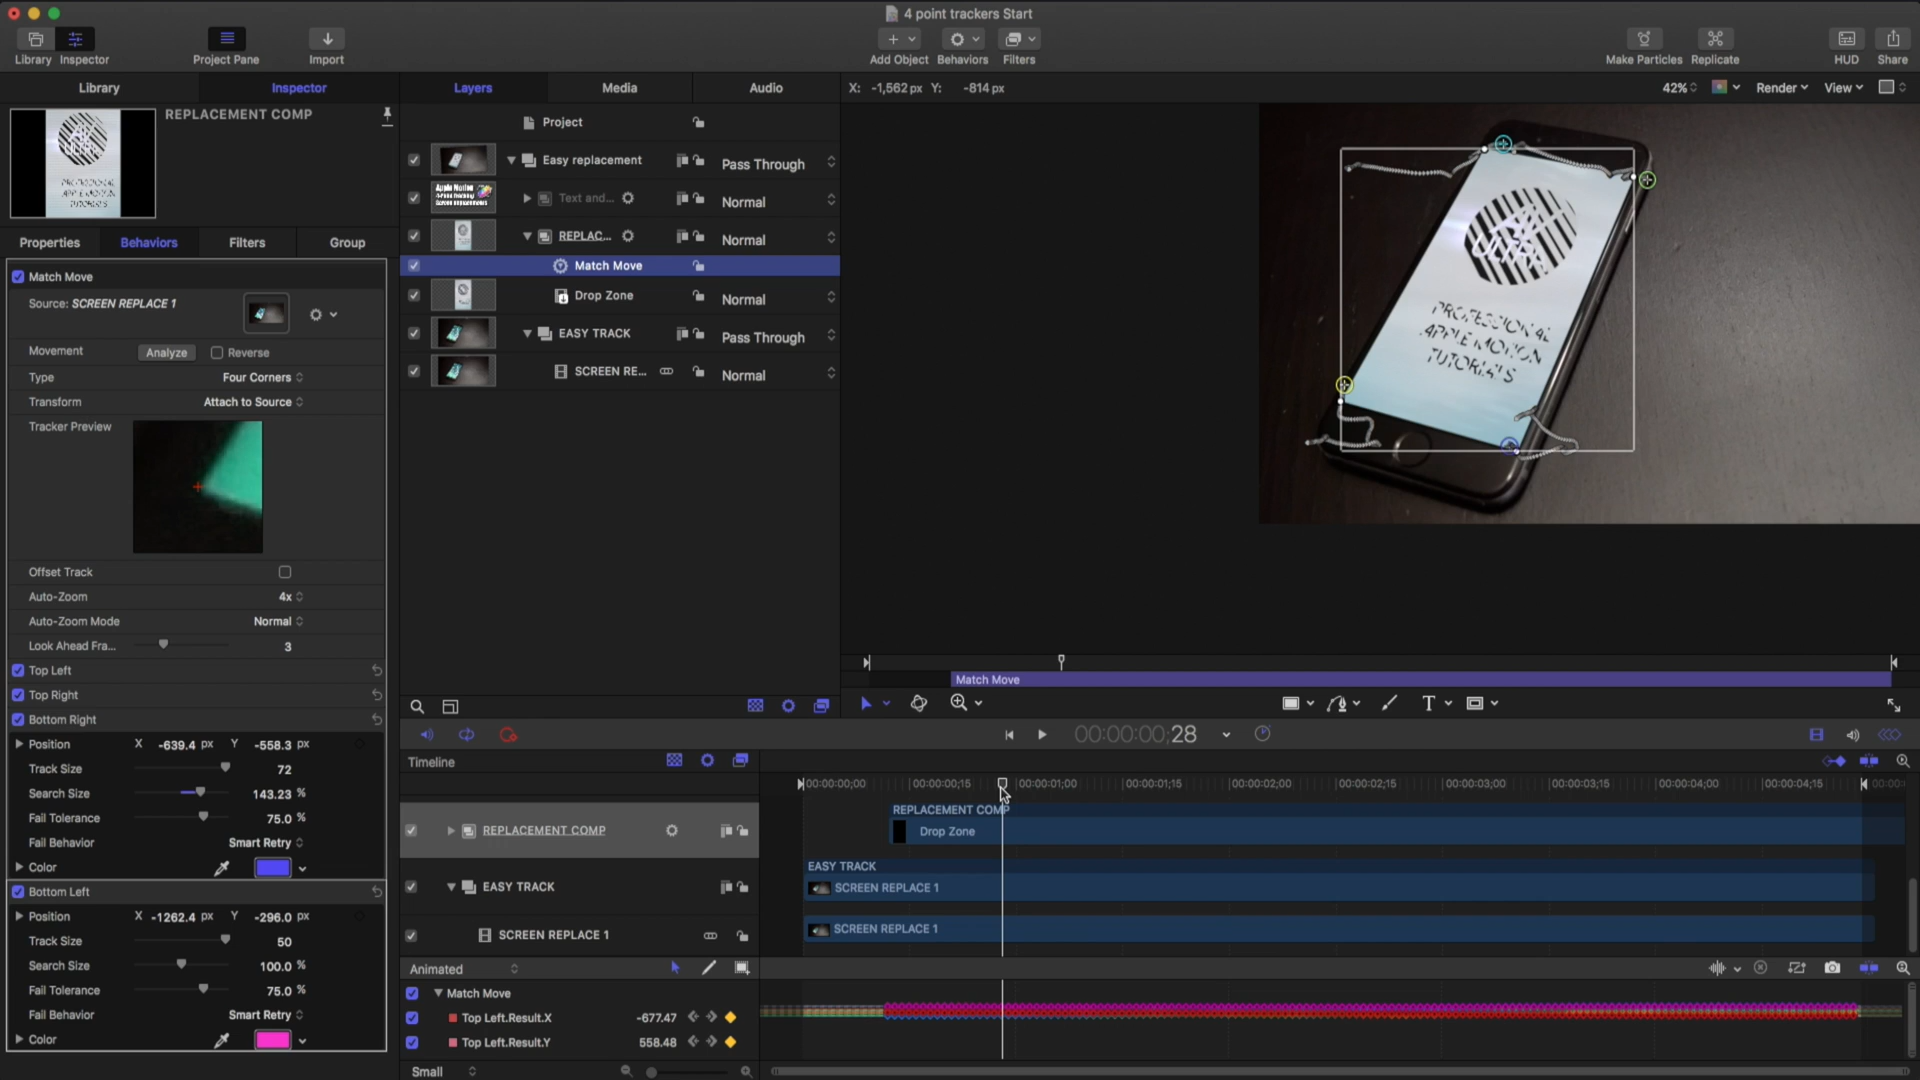 4 point trackers Start
Library
Inspector
Project Pane
Import
Add Object
Behaviors
Filters
Make Particles
Replicate
HUD
Share
Library
Inspector
Layers
Media
Audio
X: -1,562 px Y: -814 px
42%
Render
View
REPLACEMENT COMP
Properties
Behaviors
Filters
Group
Match Move
Source: SCREEN REPLACE 1
Movement
Analyze
Reverse
Type
Four Corners
Transform
Attach to Source
Tracker Preview
Offset Track
Auto-Zoom
4x
Auto-Zoom Mode
Normal
Look Ahead Fra...
3
Top Left
Top Right
Bottom Right
Position
X -639.4 px Y -558.3 px
Track Size
72
Search Size
143.23 %
Fail Tolerance
75.0 %
Fail Behavior
Smart Retry
Color
Bottom Left
Position
X -1262.4 px Y -296.0 px
Track Size
50
Search Size
100.0 %
Fail Tolerance
75.0 %
Fail Behavior
Smart Retry
Color
Project
Easy replacement
Pass Through
Text and...
Normal
REPLAC...
Normal
Match Move
Drop Zone
Normal
EASY TRACK
Pass Through
SCREEN RE...
Normal
PROFESSIONAL
APPLE MOTION
TUTORIALS
Match Move
T
00:00:00;28
Timeline
00:00:00;00
00:00:00;15
00:00:01;00
00:00:01;15
00:00:02;00
00:00:02;15
00:00:03;00
00:00:03;15
00:00:04;00
00:00:04;15
REPLACEMENT COMP
REPLACEMENT COMP
Drop Zone
EASY TRACK
EASY TRACK
SCREEN REPLACE 1
SCREEN REPLACE 1
SCREEN REPLACE 1
Animated
Match Move
Top Left.Result.X
-677.47
Top Left.Result.Y
558.48
Small